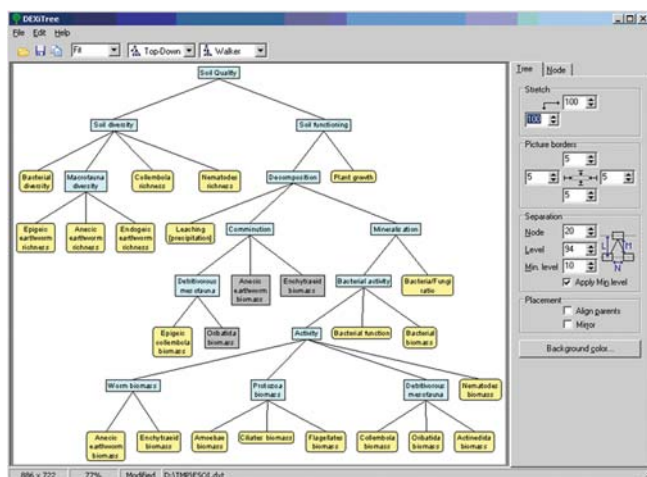 DEXiTree
File Edit Help
Fit
Top-Down
Walker
Soil Quality
Soil diversity
Soil functioning
Bacterial
diversity
Macrofauna
diversity
Collembola
richness
Nematodes
richness
Decomposition
Plant growth
Epigeic
earthworm
richness
Anecic
earthworm
richness
Endogeic
earthworm
richness
Leaching
(precipitation)
Comminution
Mineralization
Detritivorous
mesofauna
Anecic
earthworm
biomass
Enchytraeid
biomass
Bacterial activity
Bacteria/Fungi
ratio
Epigeic
collembola
biomass
Oribatida
biomass
Activity
Bacterial function
Bacterial
biomass
Worm biomass
Protozoa
biomass
Detritivorous
mesofauna
Nematodes
biomass
Anecic
earthworm
biomass
Enchytraeid
biomass
Amoebae
biomass
Ciliates biomass
Flagellates
biomass
Collembola
biomass
Oribatida
biomass
Actinedida
biomass
Tree
Node
Stretch
100
100
Picture borders
5
5
5
5
Separation
Node 20
Level 94
Min. level 10
L
M
N
Apply Min.level
Placement
Align parents
Mirror
Background color...
886 x 722
77%
Modified